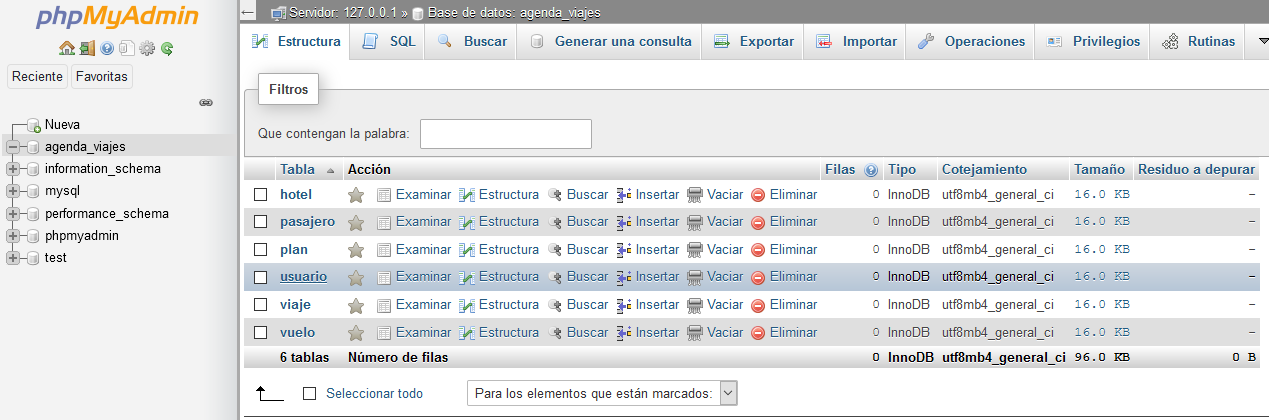 phpMyAdmin
Reciente Favoritas
Nueva
agenda_viajes
information_schema
mysql
performance_schema
phpmyadmin
test
← Servidor: 127.0.0.1 » Base de datos: agenda_viajes
Estructura SQL Buscar Generar una consulta Exportar Importar Operaciones Privilegios Rutinas
Filtros
Que contengan la palabra:
Tabla Acción Filas Tipo Cotejamiento Tamaño Residuo a depurar
hotel Examinar Estructura Buscar Insertar Vaciar Eliminar 0 InnoDB utf8mb4_general_ci 16.0 KB –
pasajero Examinar Estructura Buscar Insertar Vaciar Eliminar 0 InnoDB utf8mb4_general_ci 16.0 KB –
plan Examinar Estructura Buscar Insertar Vaciar Eliminar 0 InnoDB utf8mb4_general_ci 16.0 KB –
usuario Examinar Estructura Buscar Insertar Vaciar Eliminar 0 InnoDB utf8mb4_general_ci 16.0 KB –
viaje Examinar Estructura Buscar Insertar Vaciar Eliminar 0 InnoDB utf8mb4_general_ci 16.0 KB –
vuelo Examinar Estructura Buscar Insertar Vaciar Eliminar 0 InnoDB utf8mb4_general_ci 16.0 KB –
6 tablas Número de filas 0 InnoDB utf8mb4_general_ci 96.0 KB 0 B
Seleccionar todo Para los elementos que están marcados: